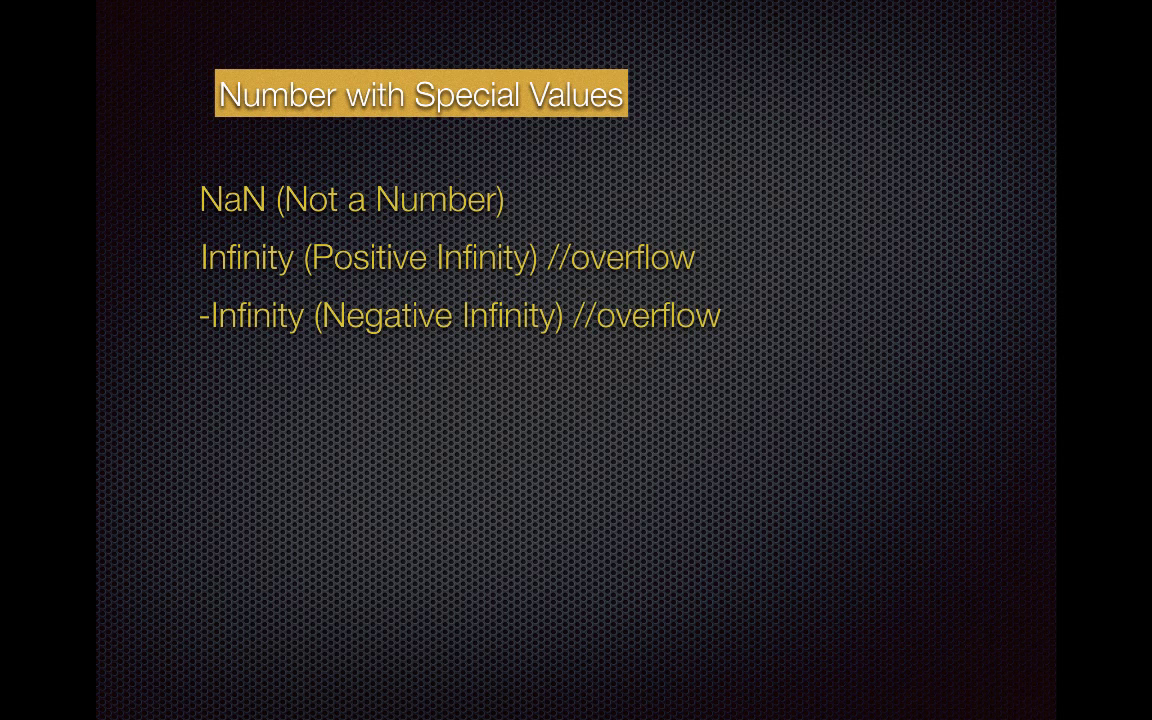 Number with Special Values
NaN (Not a Number)
Infinity (Positive Infinity) //overflow
-Infinity (Negative Infinity) //overflow